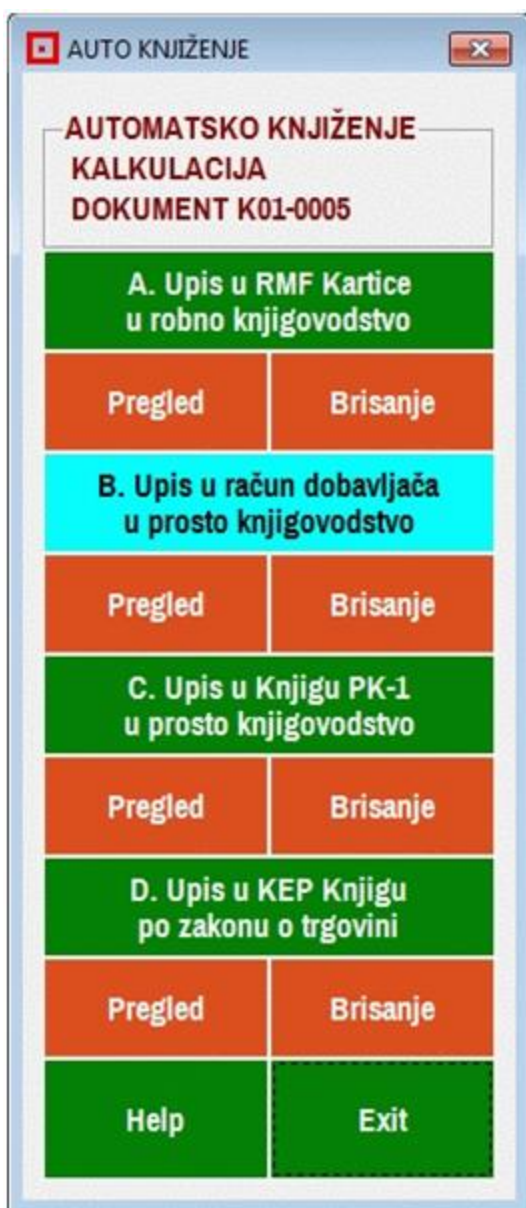 AUTO KNJIŽENJE
AUTOMATSKO KNJIŽENJE
KALKULACIJA
DOKUMENT K01-0005
A. Upis u RMF Kartice
u robno knjigovodstvo
Pregled Brisanje
B. Upis u račun dobavljača
u prosto knjigovodstvo
Pregled Brisanje
C. Upis u Knjigu PK-1
u prosto knjigovodstvo
Pregled Brisanje
D. Upis u KEP Knjigu
po zakonu o trgovini
Pregled Brisanje
Help Exit